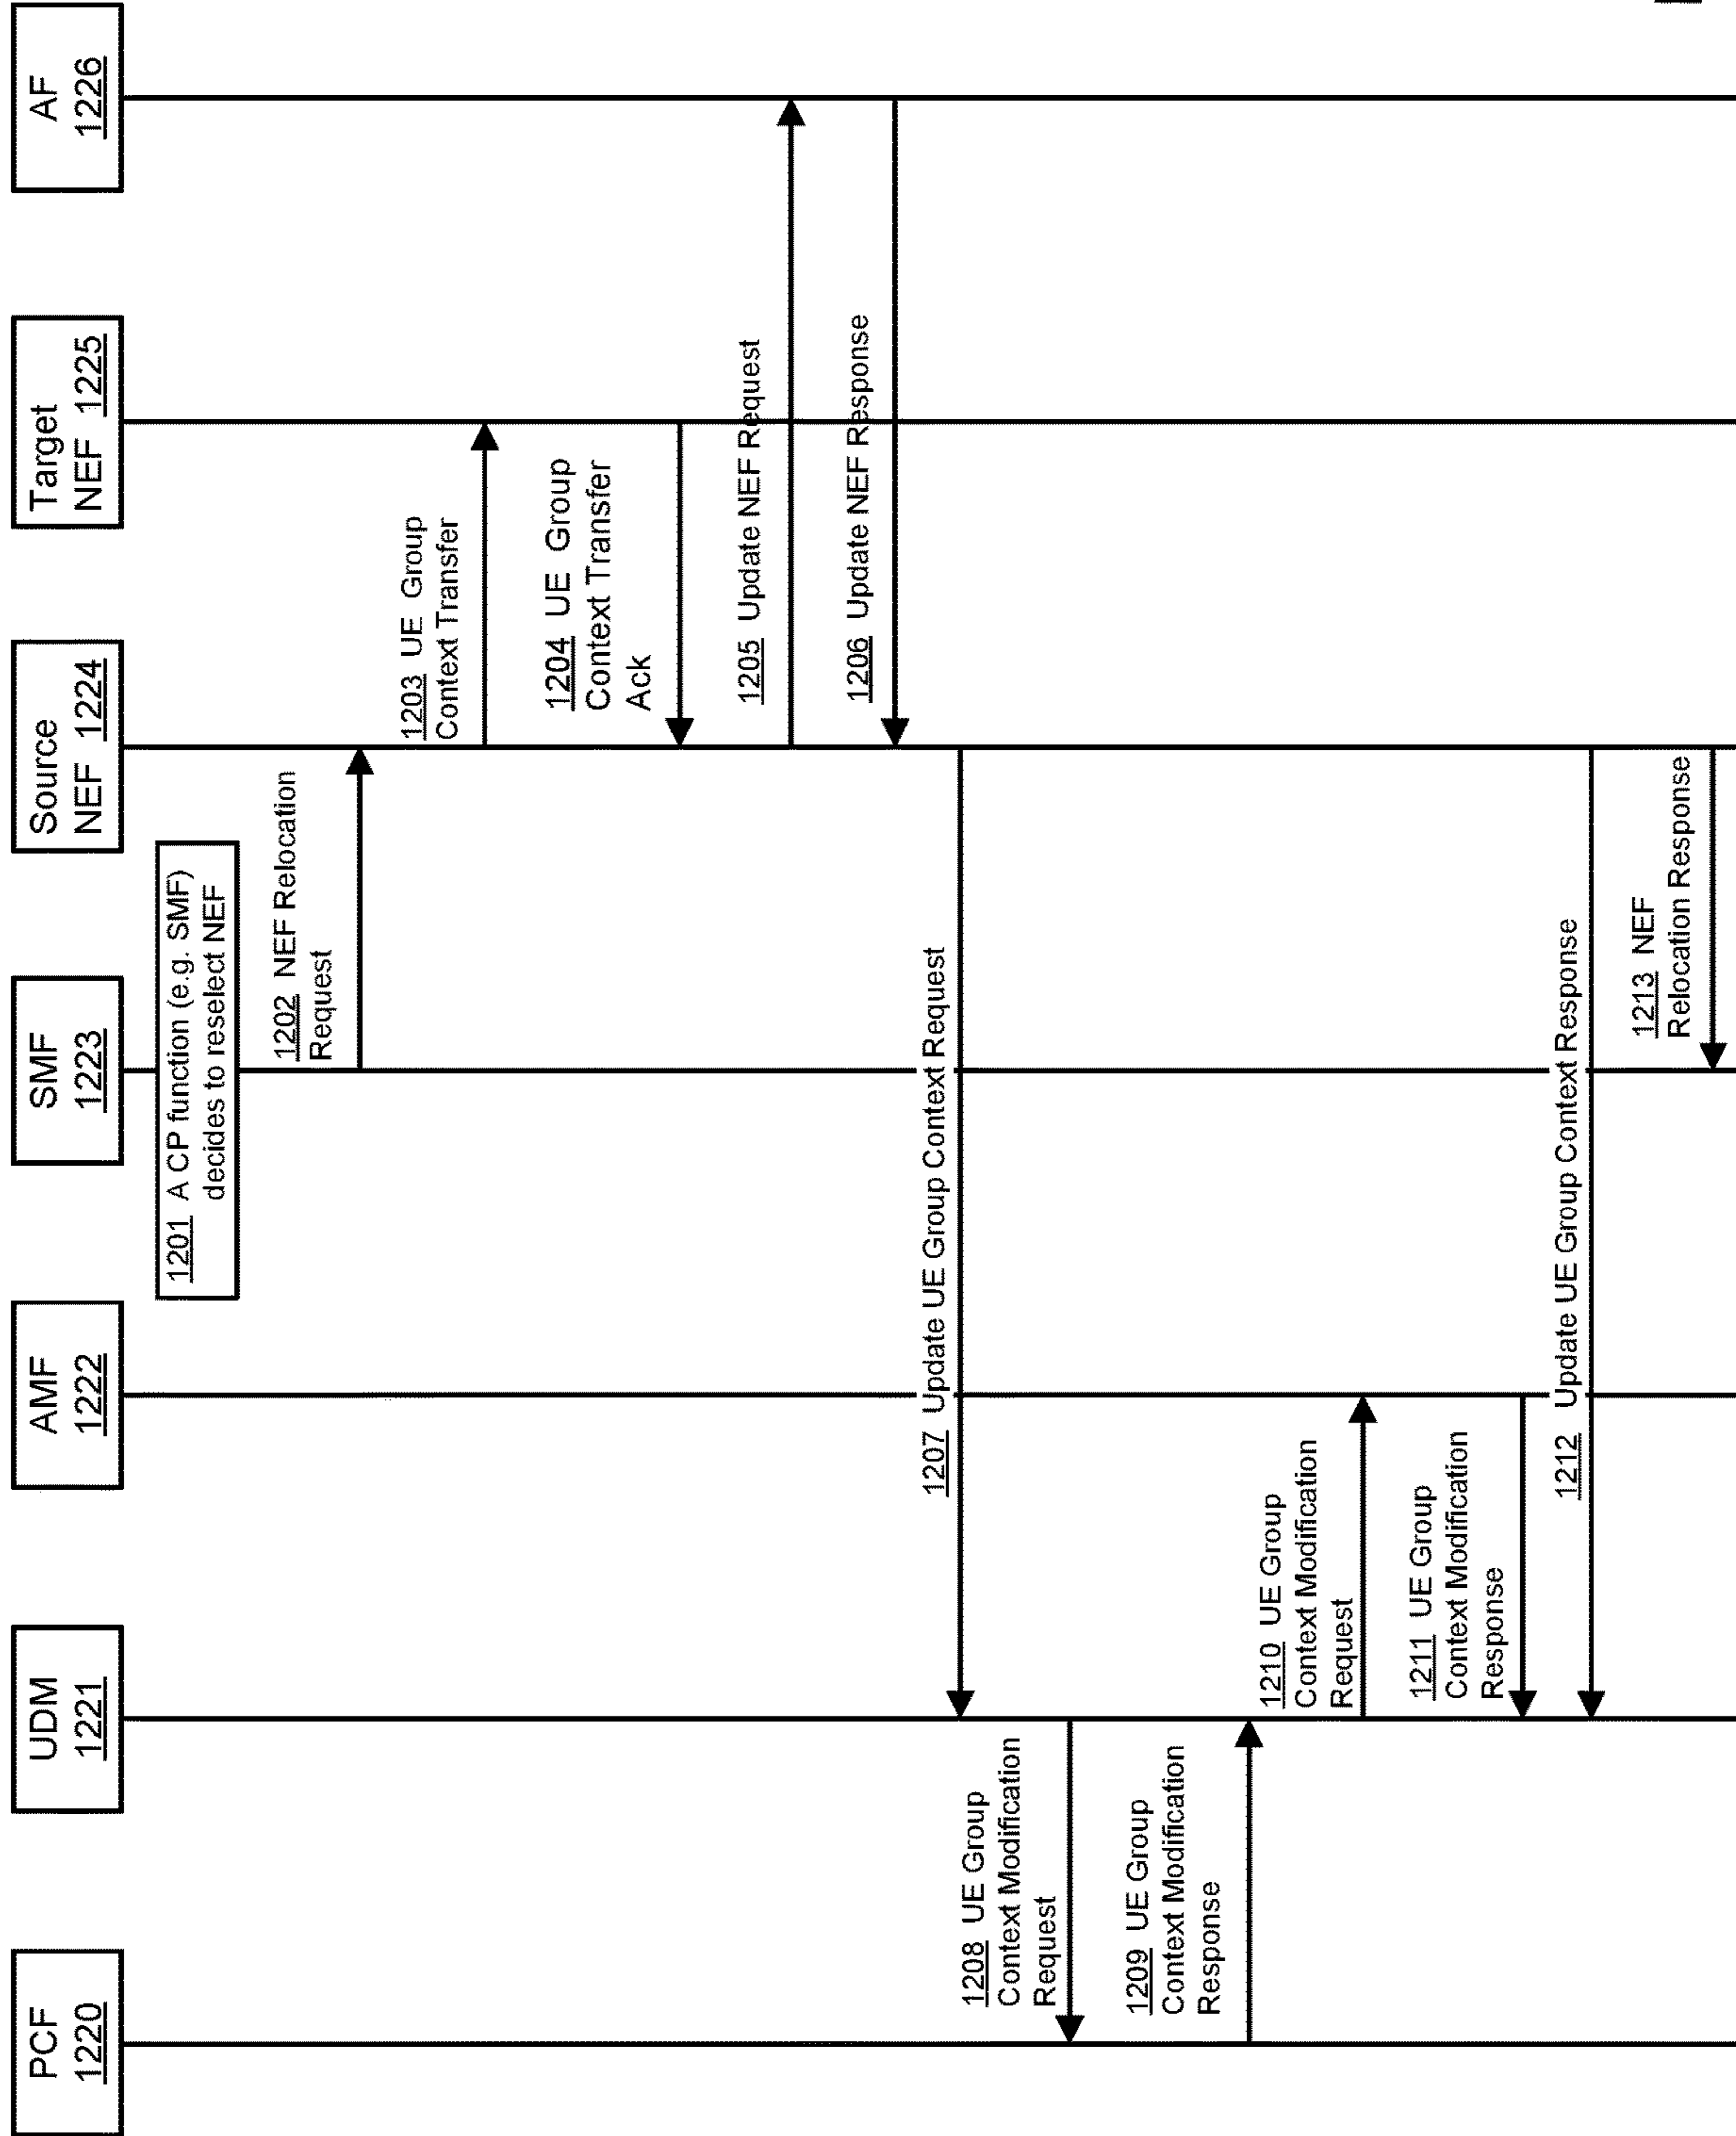 PCF
1220
UDM
1221
AMF
1222
SMF
1223
Source
NEF 1224
Target
NEF 1225
AF
1226
1201 A CP function (e.g. SMF)
decides to reselect NEF
1202 NEF Relocation
Request
1203 UE Group
Context Transfer
1204 UE Group
Context Transfer
Ack
1205 Update NEF Request
1206 Update NEF Response
1207 Update UE Group Context Request
1208 UE Group
Context Modification
Request
1209 UE Group
Context Modification
Response
1210 UE Group
Context Modification
Request
1211 UE Group
Context Modification
Response
1212 Update UE Group Context Response
1213 NEF
Relocation Response